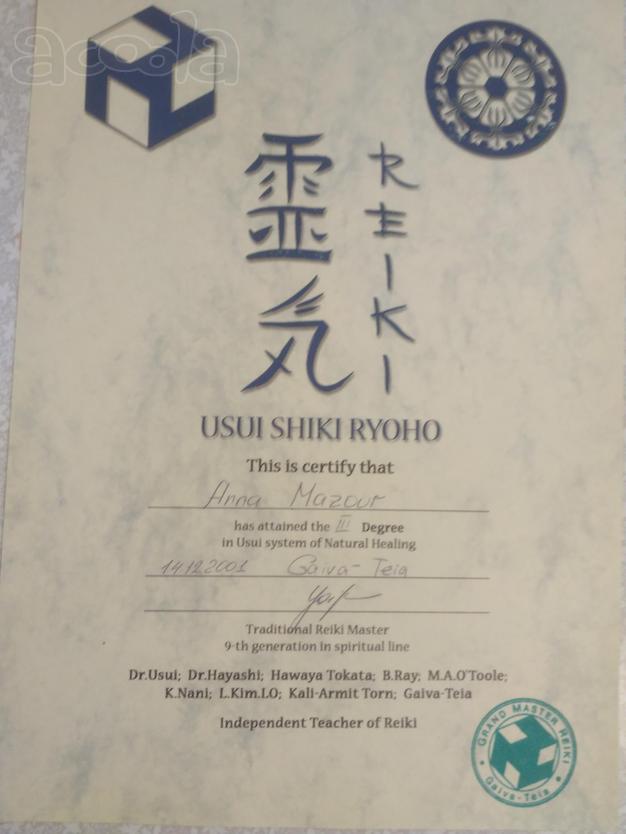 acoola
靈気
REIKI
USUI SHIKI RYOHO
This is certify that
Anna Mazour
has attained the III Degree
in Usui system of Natural Healing
14.12.2001 Gaiva-Teia
Traditional Reiki Master
9-th generation in spiritual line
Dr.Usui; Dr.Hayashi; Hawaya Tokata; B.Ray; M.A.O'Toole;
K.Nani; L.Kim.LO; Kali-Armit Torn; Gaiva-Teia
Independent Teacher of Reiki
GRAND MASTER REIKI
Gaiva-Teia